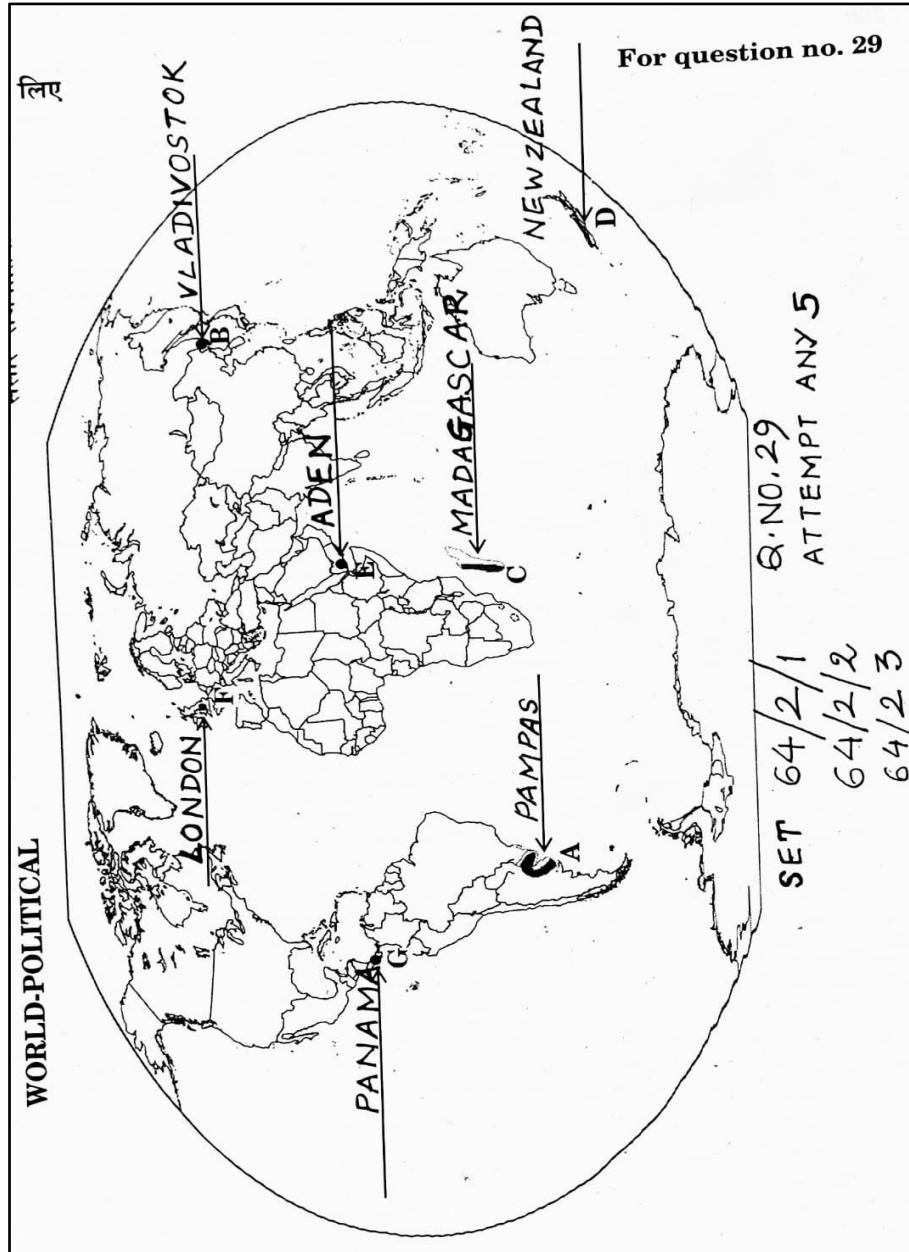 For question no. 29
लिए
WORLD-POLITICAL
VLADIVOSTOK
B
NEWZEALAND
D
ADEN
E
MADAGASCAR
C
LONDON
F
PAMPAS
A
PANAMA
G
SET 64/2/1
64/2/2
64/2 3
Q.NO.29
ATTEMPT ANY 5